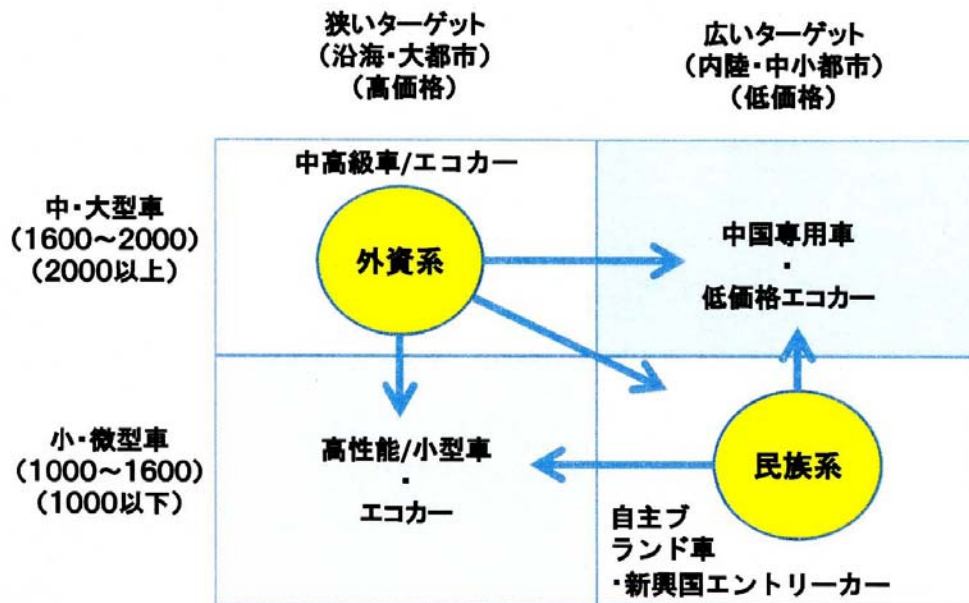 狭いターゲット
(沿海・大都市)
(高価格)
広いターゲット
(内陸・中小都市)
(低価格)
中・大型車
(1600～2000)
(2000以上)
中高級車/エコカー
外資系
中国専用車
・
低価格エコカー
小・微型車
(1000～1600)
(1000以下)
高性能/小型車
・
エコカー
民族系
自主ブ
ランド車
・新興国エントリーカー